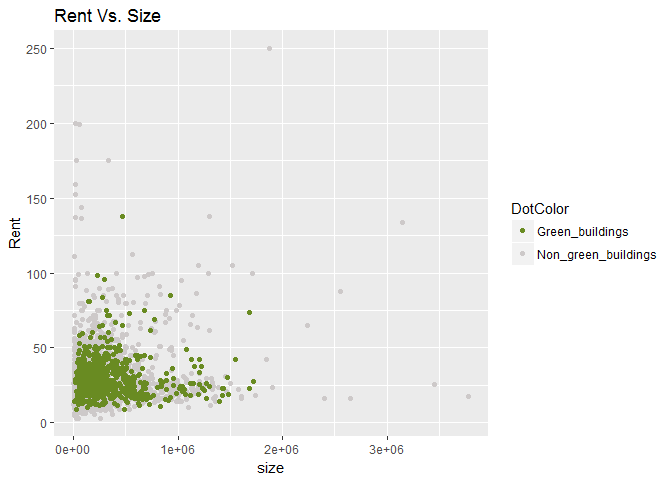 Rent Vs. Size
250
200
150
100
50
0
Rent
0e+00
1e+06
2e+06
3e+06
size
DotColor
Green_buildings
Non_green_buildings